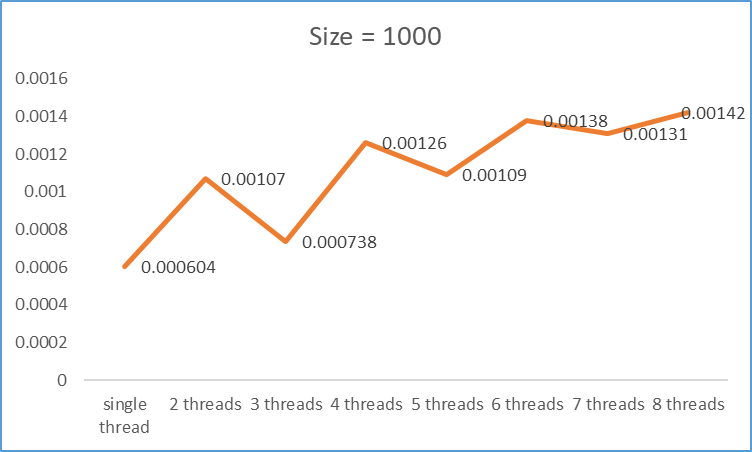 Size = 1000
0.0016
0.0014
0.0012
0.001
0.0008
0.0006
0.0004
0.0002
0
0.000604
0.00107
0.000738
0.00126
0.00109
0.00138
0.00131
0.00142
single
thread
2 threads
3 threads
4 threads
5 threads
6 threads
7 threads
8 threads